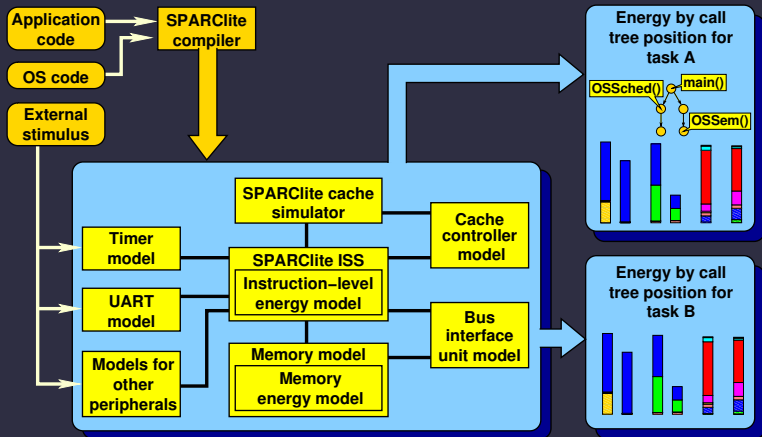 Application
code
SPARClite
compiler
OS code
External
stimulus
Energy by call
tree position for
task A
main()
OSSched()
OSSem()
SPARClite cache
simulator
Cache
controller
model
Timer
model
SPARClite ISS
Instruction−level
energy model
UART
model
Bus
interface
unit model
Memory model
Memory
energy model
Models for
other
peripherals
Energy by call
tree position for
task B